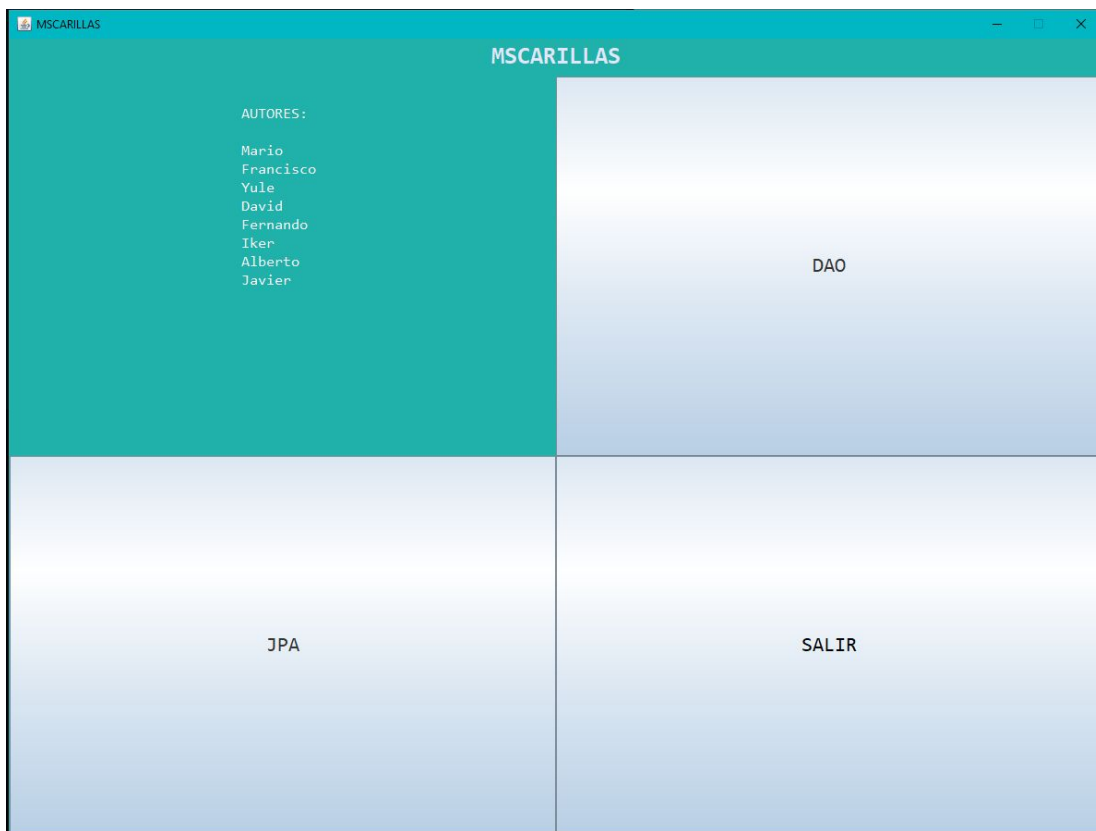 MSCARILLAS
MSCARILLAS
AUTORES:
Mario
Francisco
Yule
David
Fernando
Iker
Alberto
Javier
DAO
JPA
SALIR